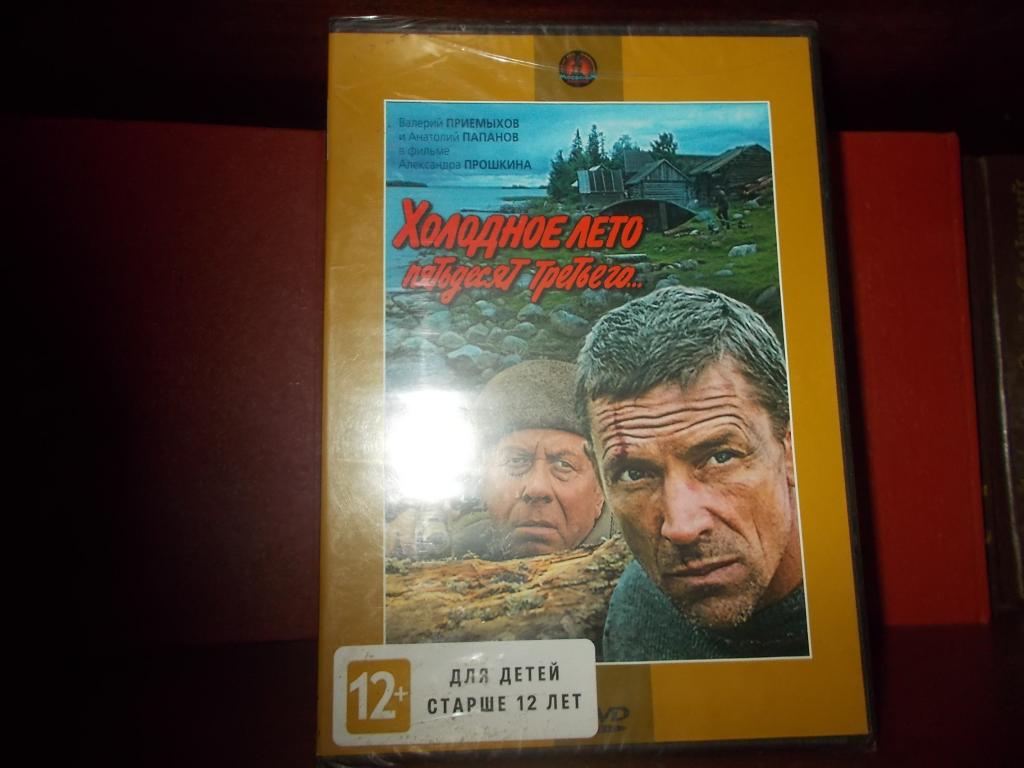 Валерий ПРИЕМЫХОВ
и Анатолий ПАПАНОВ
в фильме
Александра ПРОШКИНА
ХОЛОДНОЕ ЛЕТО
пятьдесят третьего...
12+
ДЛЯ ДЕТЕЙ
СТАРШЕ 12 ЛЕТ